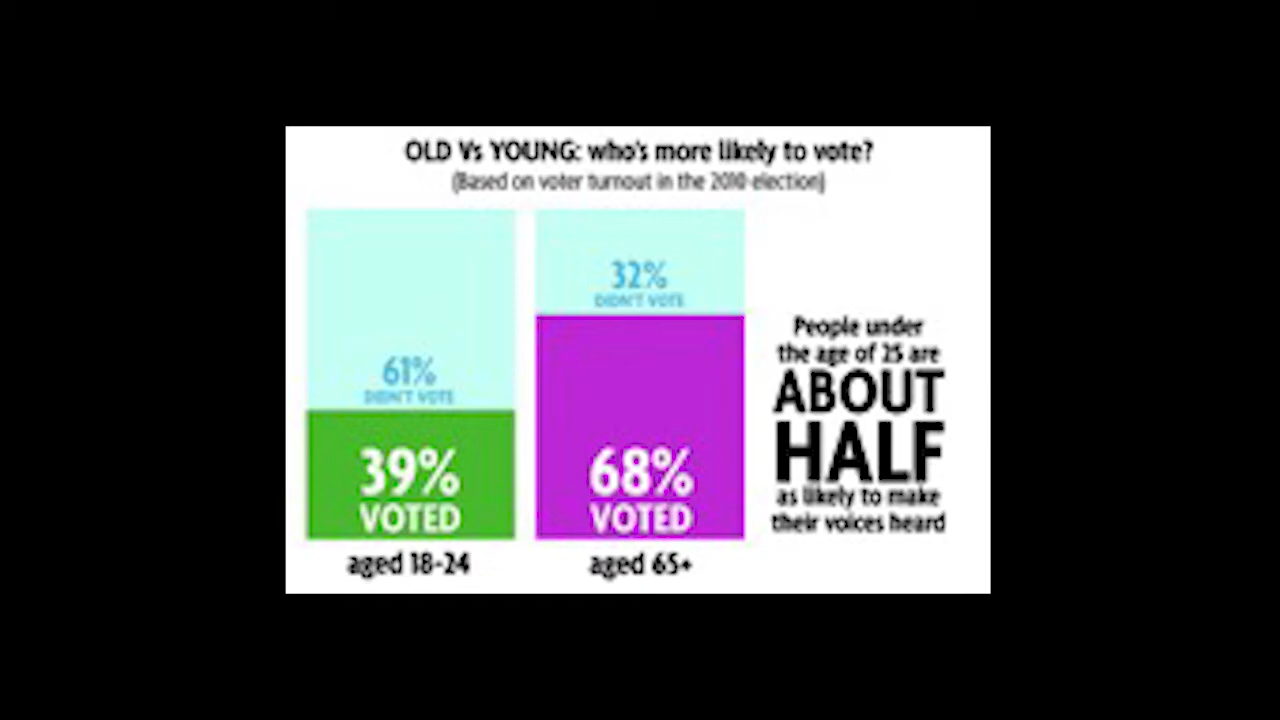 OLD Vs YOUNG: who's more likely to vote?
(Based on voter turnout in the 2010 election)
61%
DIDN'T VOTE
39%
VOTED
aged 18-24
32%
DIDN'T VOTE
68%
VOTED
aged 65+
People under
the age of 25 are
ABOUT
HALF
as likely to make
their voices heard